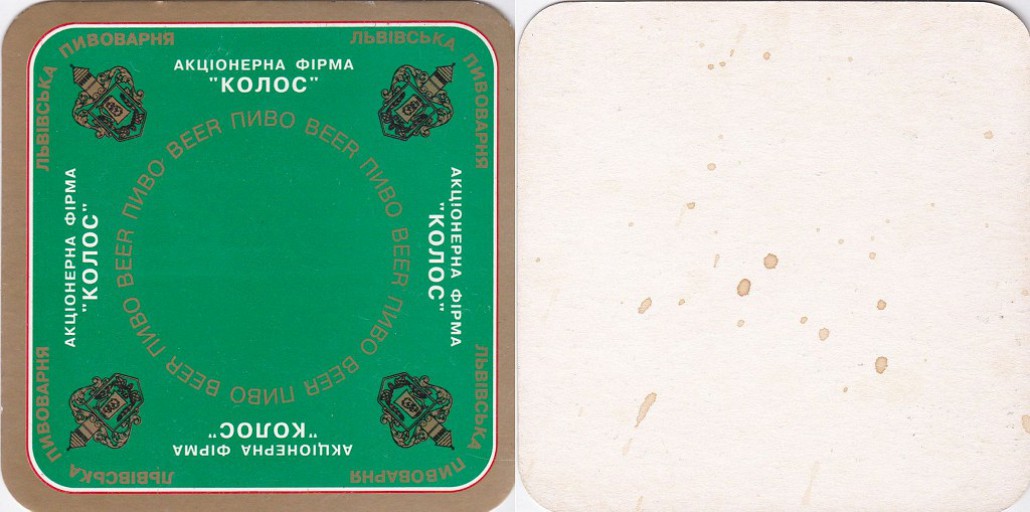 ЛЬВІВСЬКА ПИВОВАРНЯ
ЛЬВІВСЬКА ПИВОВАРНЯ
АКЦІОНЕРНА ФІРМА
"КОЛОС"
BEER ПИВО BEER ПИВО BEER ПИВО BEER ПИВО BEER ПИВО BEER ПИВО
АКЦІОНЕРНА ФІРМА
"КОЛОС"
АКЦІОНЕРНА ФІРМА
"КОЛОС"
АКЦІОНЕРНА ФІРМА
"КОЛОС"
ЛЬВІВСЬКА ПИВОВАРНЯ
ЛЬВІВСЬКА ПИВОВАРНЯ